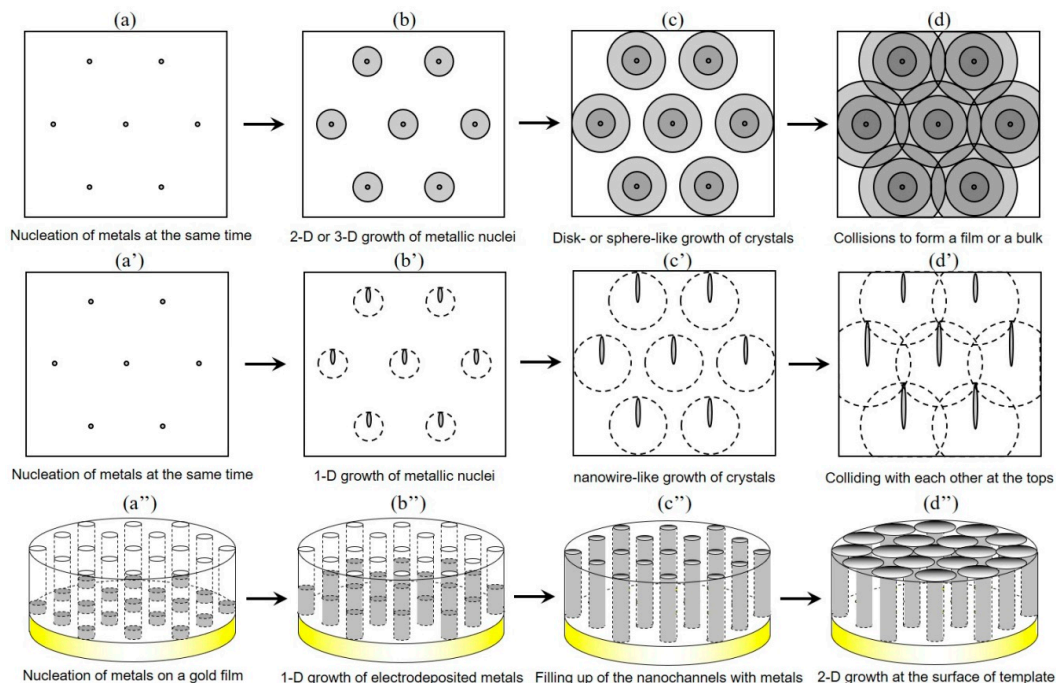 (a)
(b)
(c)
(d)
Nucleation of metals at the same time
2-D or 3-D growth of metallic nuclei
Disk- or sphere-like growth of crystals
Collisions to form a film or a bulk
(a')
(b')
(c')
(d')
Nucleation of metals at the same time
1-D growth of metallic nuclei
nanowire-like growth of crystals
Colliding with each other at the tops
(a'')
(b'')
(c'')
(d'')
Nucleation of metals on a gold film
1-D growth of electrodeposited metals
Filling up of the nanochannels with metals
2-D growth at the surface of template